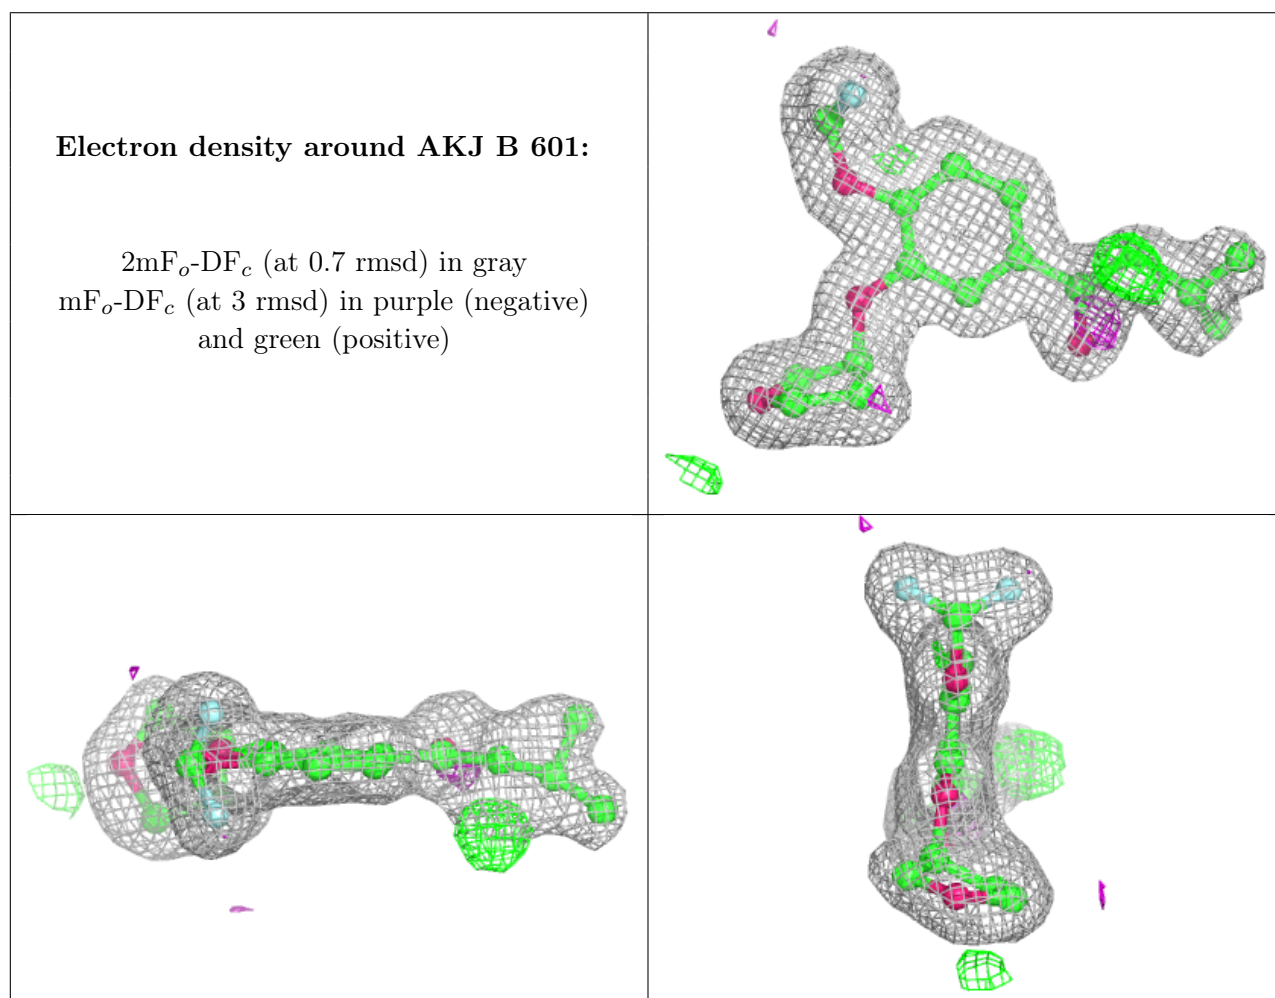 Electron density around AKJ B 601:
2mFₒ-DF𝒸 (at 0.7 rmsd) in gray
mFₒ-DF𝒸 (at 3 rmsd) in purple (negative)
and green (positive)